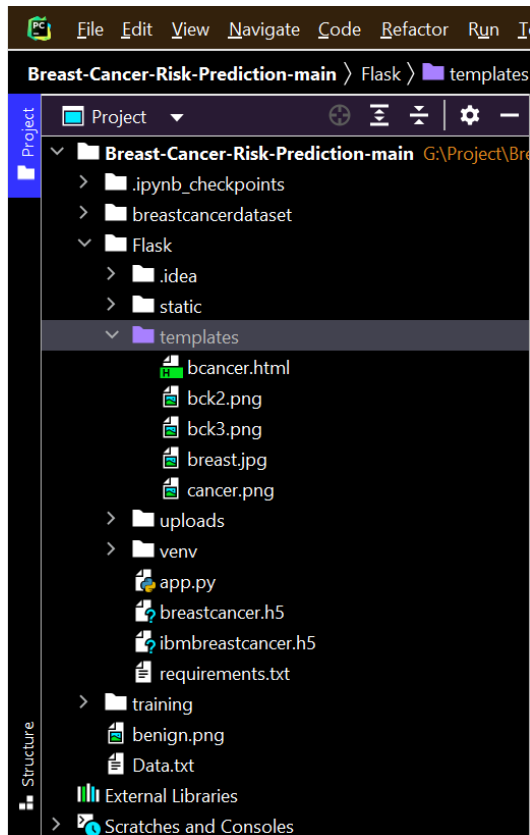 PC File Edit View Navigate Code Refactor Run
Breast-Cancer-Risk-Prediction-main Flask templates
Project
Project
Breast-Cancer-Risk-Prediction-main G:\Project\Bre
.ipynb_checkpoints
breastcancerdataset
Flask
.idea
static
templates
H bcancer.html
bck2.png
bck3.png
breast.jpg
cancer.png
uploads
venv
app.py
breastcancer.h5
ibmbreastcancer.h5
requirements.txt
training
benign.png
Data.txt
Structure
External Libraries
Scratches and Consoles